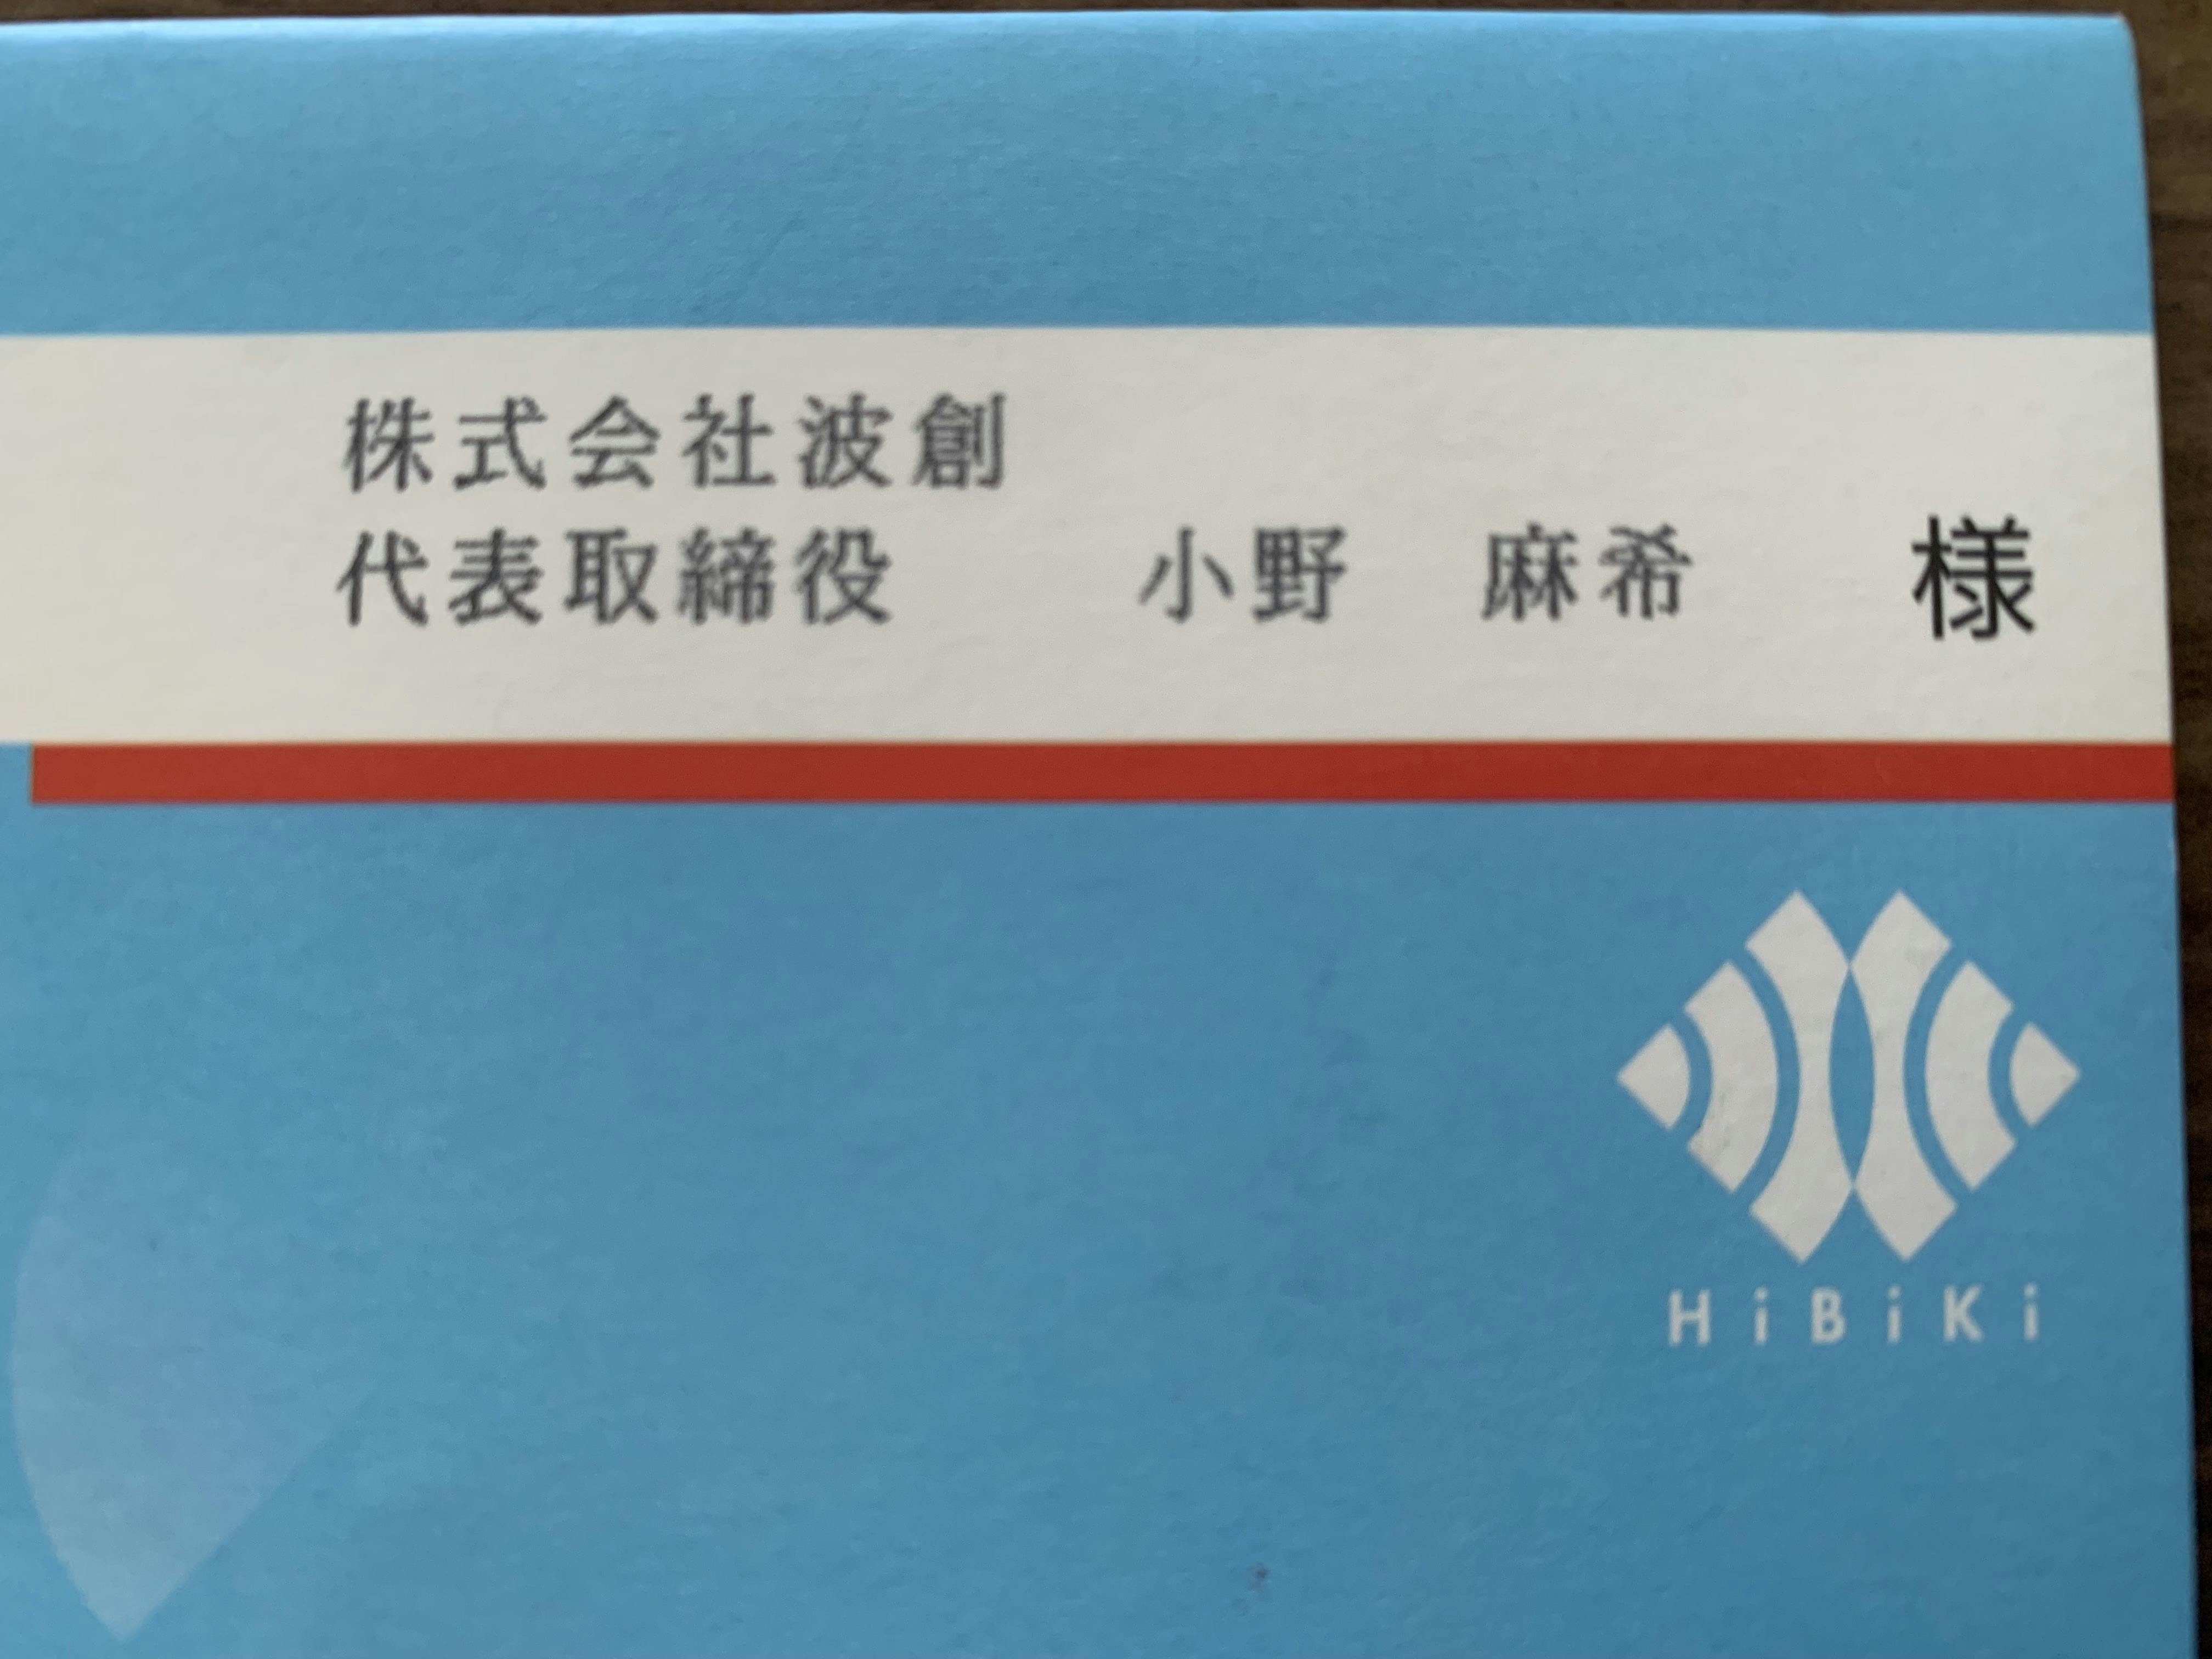 株式会社波創
代表取締役　小野　麻希　様
HiBiKi